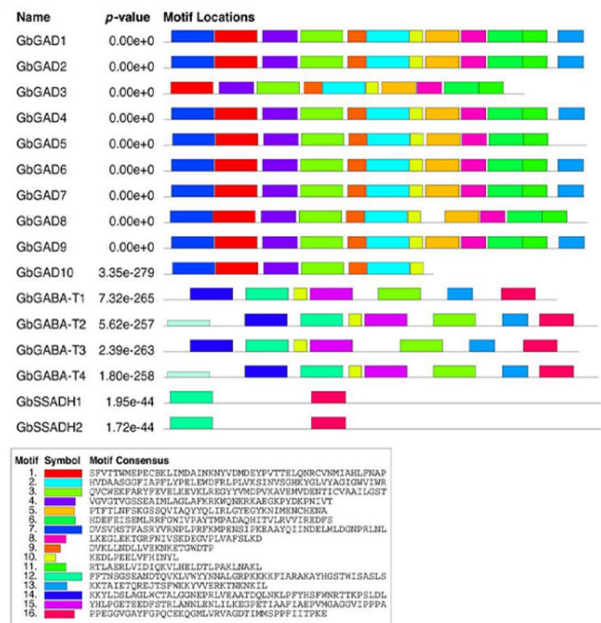 Name p-value Motif Locations
GbGAD1 0.00e+0
GbGAD2 0.00e+0
GbGAD3 0.00e+0
GbGAD4 0.00e+0
GbGAD5 0.00e+0
GbGAD6 0.00e+0
GbGAD7 0.00e+0
GbGAD8 0.00e+0
GbGAD9 0.00e+0
GbGAD10 3.35e-279
GbGABA-T1 7.32e-265
GbGABA-T2 5.62e-257
GbGABA-T3 2.39e-263
GbGABA-T4 1.80e-258
GbSSADH1 1.95e-44
GbSSADH2 1.72e-44
Motif Symbol Motif Consensus
1. SFVTTWMEPECBKLIMDAINKNYVDMDEYPVTTELQNRCVNMIAHLFNAP
2. HVDAASGGFIAPFLYPELEWDFRLPLVKSINVSGHKYGLVYAGIGWVIWR
3. QVCWEKFARYFEVELKEVKLREGYYVMDPVKAVEMVDENTICVAAILGST
4. VGVGTVGSSEAIMLAGLAFKRKWQNKRKAEGKPYDKPNIVT
5. PTFTLNFSKGSSQVIAQYYQLIRLGYEGYKNIMENCHENA
6. HDEFEISEMLRRFGWIVPAYTMPADAQHITVLRVVIREDFS
7. DVSVHSTFASRYVRNPLPRFKMPENSIPKEAAYQIINDELMLDGNPRLNL
8. LKEGLEKTGRFNIVSKDEGVPLVAFSLKD
9. DVKLLNDLLVEKNKETGWDTP
10. KEDLPEELVFHINYL
11. RTLAERLVIDIQKVLHELDTLPAKLNAKL
12. FFTNSGSEANDTQVKLVWYYNNALGRPKKKKFIARAKAYHGSTWISASLS
13. KKTAIETQREJTSFWKKYVVERKTNKNKIL
14. KKYLDSLAGLWCTALGGNEPRLVEAATDQLNKLPFYHSFWNRTTKPSLDL
15. YHLPGETEEDFSTRLANNLENLILKEGPETIAAFIAEPVMGAGGVIPPPA
16. PPEGGVGAYFGPQCEKQGMLVRVAGDTIMMSPPFIITPKE